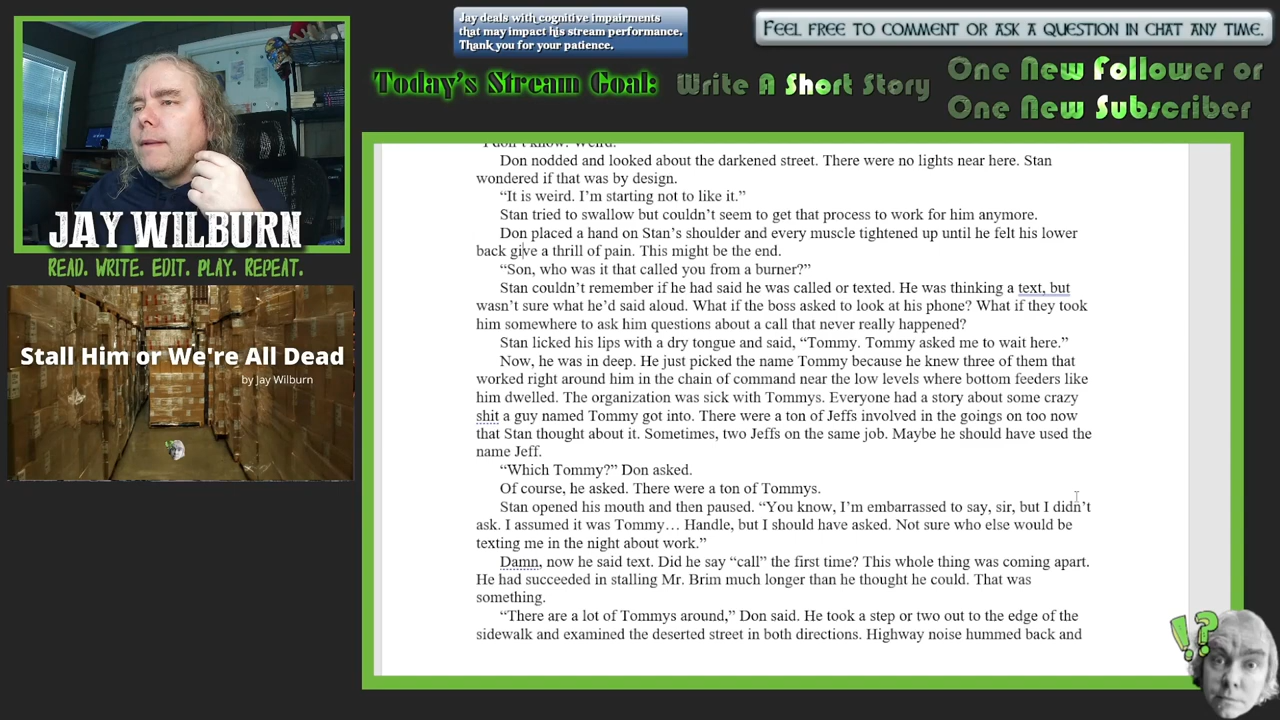 Jay deals with cognitive impairments
that may impact his stream performance.
Thank you for your patience.
Feel free to comment or ask a question in chat any time.
Today's Stream Goal:
Write A Short Story
One New Follower or
One New Subscriber
JAY WILBURN
READ. WRITE. EDIT. PLAY. REPEAT.
Stall Him or We're All Dead
by Jay Wilburn
“I don’t know. Weird.
Don nodded and looked about the darkened street. There were no lights near here. Stan
wondered if that was by design.
“It is weird. I’m starting not to like it.”
Stan tried to swallow but couldn’t seem to get that process to work for him anymore.
Don placed a hand on Stan’s shoulder and every muscle tightened up until he felt his lower
back give a thrill of pain. This might be the end.
“Son, who was it that called you from a burner?”
Stan couldn’t remember if he had said he was called or texted. He was thinking a text, but
wasn’t sure what he’d said aloud. What if the boss asked to look at his phone? What if they took
him somewhere to ask him questions about a call that never really happened?
Stan licked his lips with a dry tongue and said, “Tommy. Tommy asked me to wait here.”
Now, he was in deep. He just picked the name Tommy because he knew three of them that
worked right around him in the chain of command near the low levels where bottom feeders like
him dwelled. The organization was sick with Tommys. Everyone had a story about some crazy
shit a guy named Tommy got into. There were a ton of Jeffs involved in the goings on too now
that Stan thought about it. Sometimes, two Jeffs on the same job. Maybe he should have used the
name Jeff.
“Which Tommy?” Don asked.
Of course, he asked. There were a ton of Tommys.
Stan opened his mouth and then paused. “You know, I’m embarrassed to say, sir, but I didn’t
ask. I assumed it was Tommy… Handle, but I should have asked. Not sure who else would be
texting me in the night about work.”
Damn, now he said text. Did he say “call” the first time? This whole thing was coming apart.
He had succeeded in stalling Mr. Brim much longer than he thought he could. That was
something.
“There are a lot of Tommys around,” Don said. He took a step or two out to the edge of the
sidewalk and examined the deserted street in both directions. Highway noise hummed back and
!?